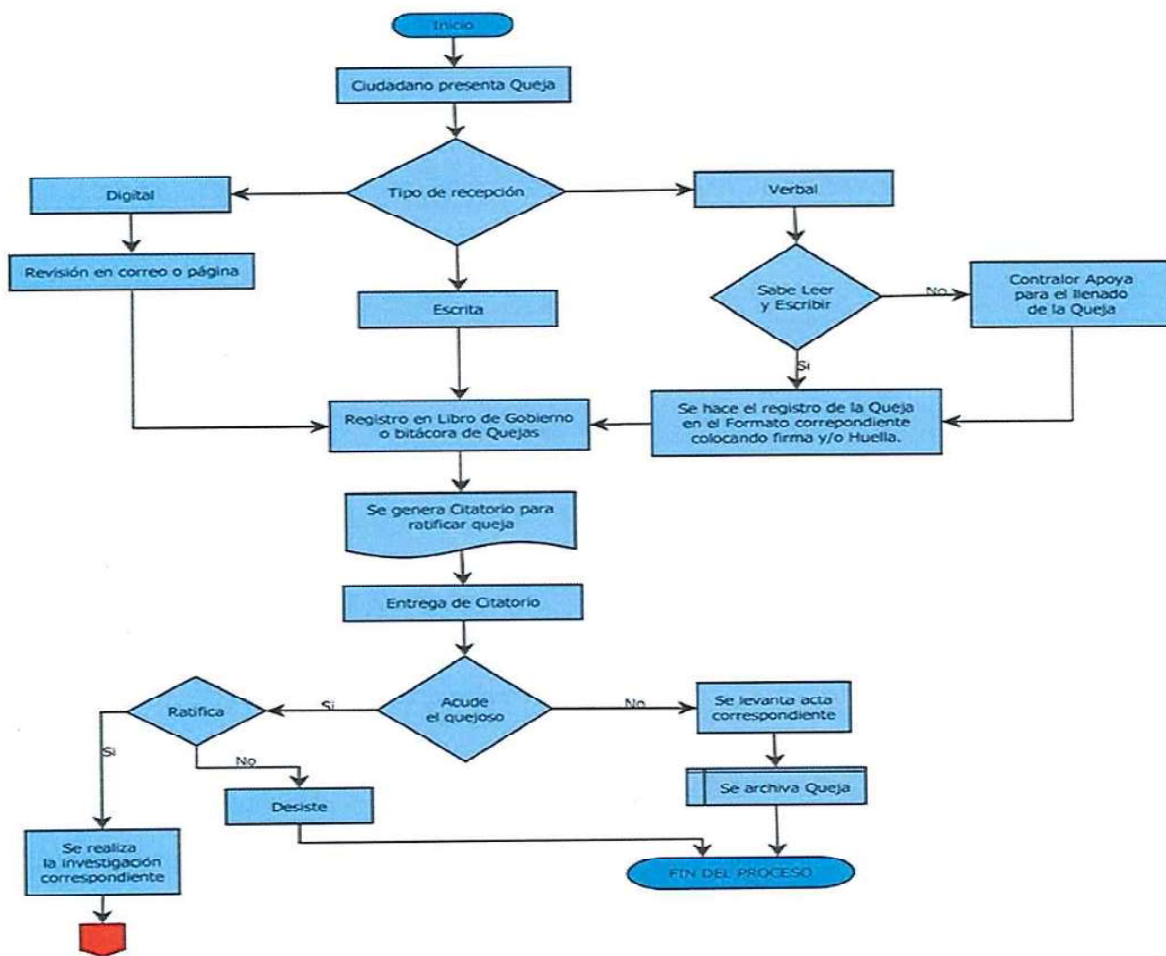 Inicio
Ciudadano presenta Queja
Tipo de recepción
Digital
Verbal
Revisión en correo o página
Escrita
Sabe Leer
y Escribir
No
Contralor Apoya
para el llenado
de la Queja
Si
Registro en Libro de Gobierno
o bitácora de Quejas
Se hace el registro de la Queja
en el Formato correpondiente
colocando firma y/o Huella.
Se genera Citatorio para
ratificar queja
Entrega de Citatorio
Acude
el quejoso
Si
No
Ratifica
Se levanta acta
correspondiente
Si
No
Desiste
Se archiva Queja
Se realiza
la investigación
correspondiente
FIN DEL PROCESO